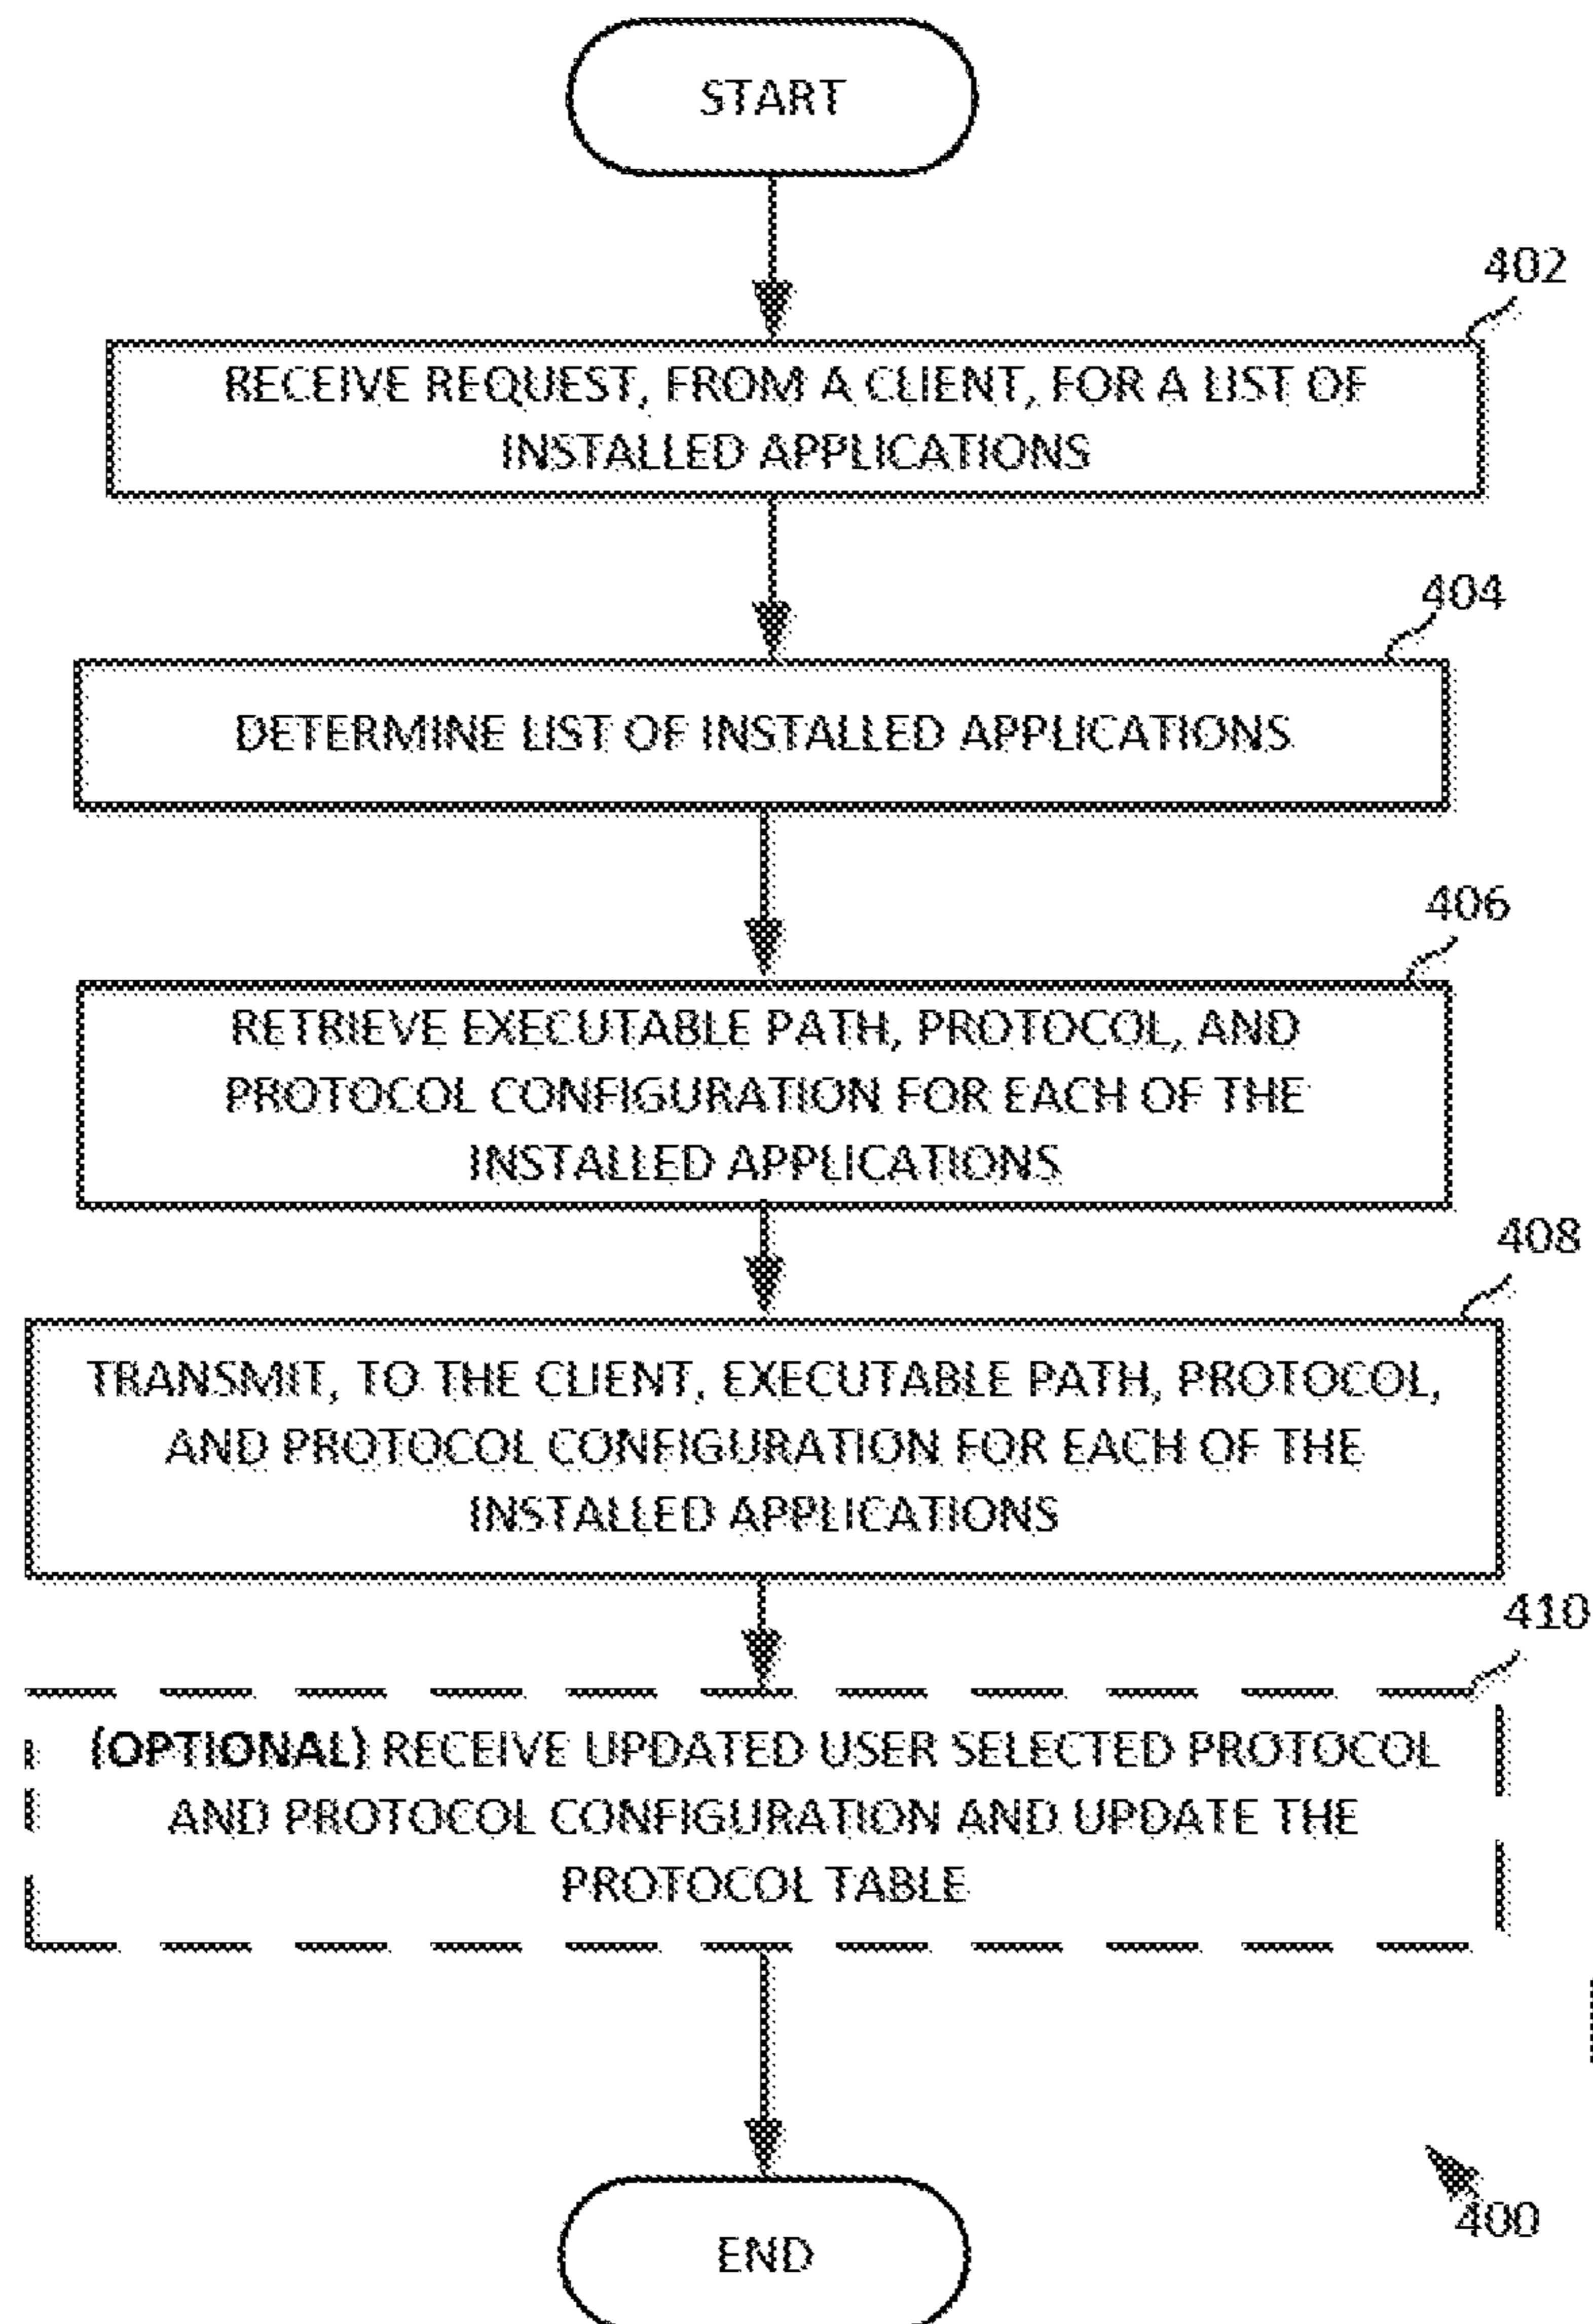 START
402
RECEIVE REQUEST, FROM A CLIENT, FOR A LIST OF
INSTALLED APPLICATIONS
404
DETERMINE LIST OF INSTALLED APPLICATIONS
406
RETRIEVE EXECUTABLE PATH, PROTOCOL, AND
PROTOCOL CONFIGURATION FOR EACH OF THE
INSTALLED APPLICATIONS
408
TRANSMIT, TO THE CLIENT, EXECUTABLE PATH, PROTOCOL,
AND PROTOCOL CONFIGURATION FOR EACH OF THE
INSTALLED APPLICATIONS
410
(OPTIONAL) RECEIVE UPDATED USER SELECTED PROTOCOL
AND PROTOCOL CONFIGURATION AND UPDATE THE
PROTOCOL TABLE
400
END